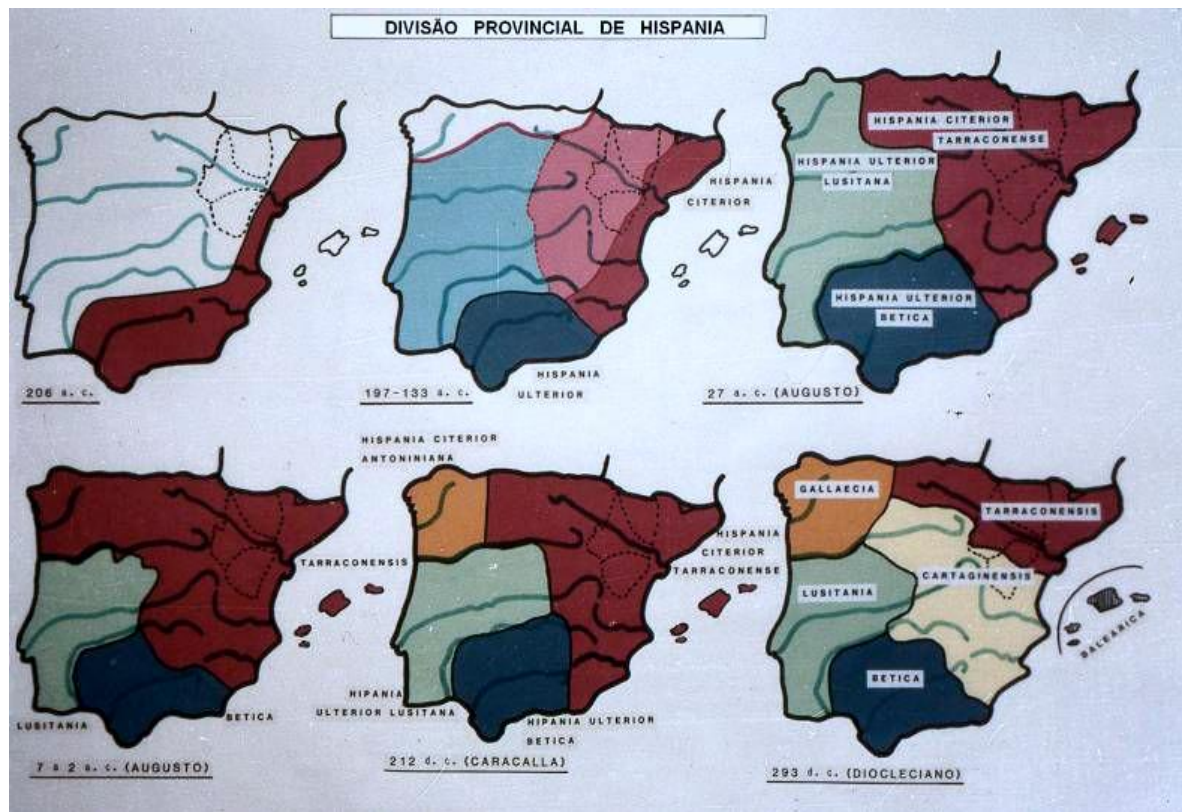 DIVISÃO PROVINCIAL DE HISPANIA
HISPANIA
CITERIOR
HISPANIA
ULTERIOR
HISPANIA CITERIOR
TARRACONENSE
HISPANIA ULTERIOR
LUSITANA
HISPANIA ULTERIOR
BETICA
206 a. c.
197-133 a. c.
27 a. c. (AUGUSTO)
TARRACONENSIS
LUSITANIA
BETICA
HISPANIA CITERIOR
ANTONINIANA
HISPANIA
CITERIOR
TARRACONENSE
HIPANIA
ULTERIOR LUSITANA
HIPANIA ULTERIOR
BETICA
GALLAECIA
TARRACONENSIS
CARTAGINENSIS
LUSITANIA
BETICA
BALEARICA
7 a 2 a. c. (AUGUSTO)
212 d. c. (CARACALLA)
293 d. c. (DIOCLECIANO)